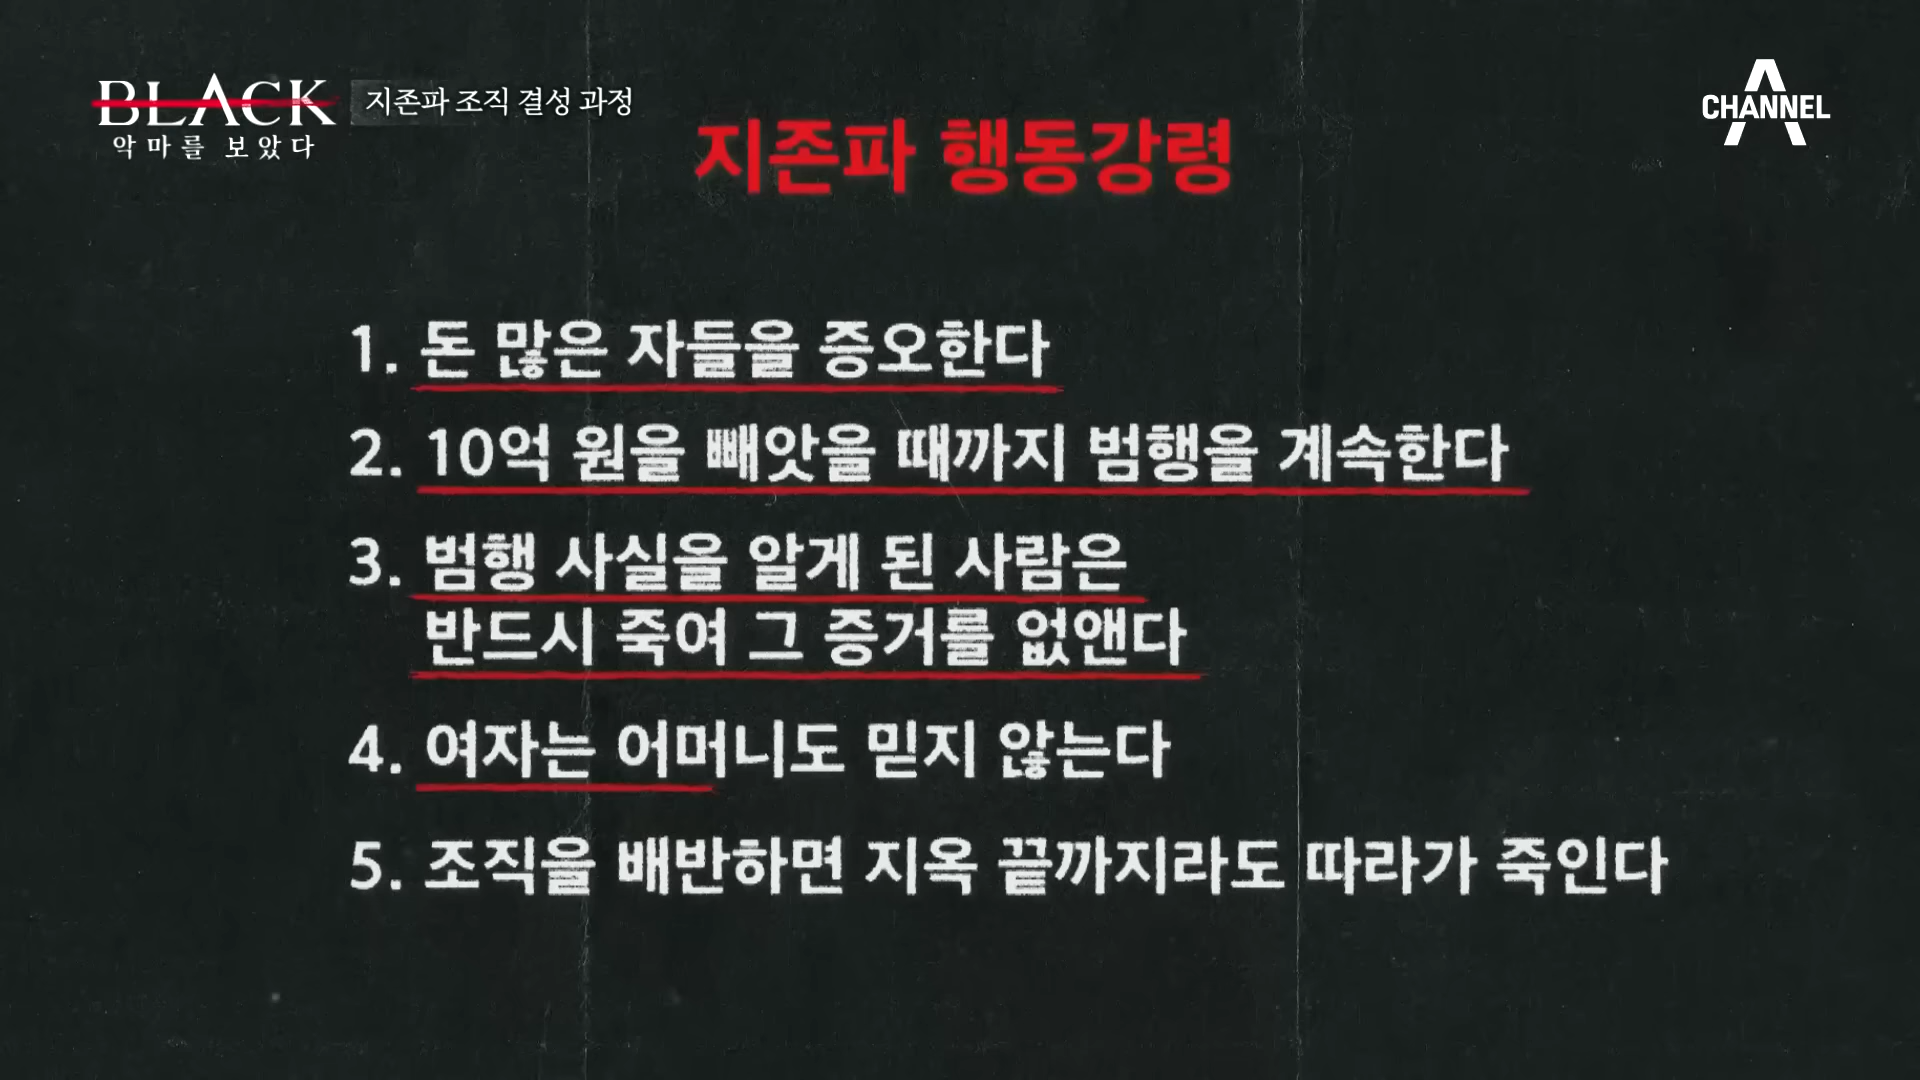 BLACK
악마를 보았다
지존파 조직 결성 과정
CHANNEL A
지존파 행동강령
1. 돈 많은 자들을 증오한다
2. 10억 원을 빼앗을 때까지 범행을 계속한다
3. 범행 사실을 알게 된 사람은
반드시 죽여 그 증거를 없앤다
4. 여자는 어머니도 믿지 않는다
5. 조직을 배반하면 지옥 끝까지라도 따라가 죽인다